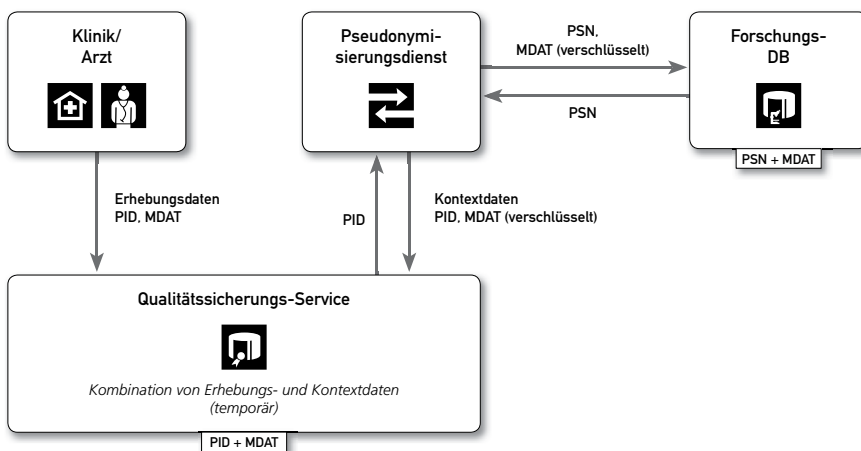 Klinik/
Arzt
Pseudonymi-
sierungsdienst
PSN,
MDAT (verschlüsselt)
PSN
Forschungs-
DB
PSN + MDAT
Erhebungsdaten
PID, MDAT
PID
Kontextdaten
PID, MDAT (verschlüsselt)
Qualitätssicherungs-Service
Kombination von Erhebungs- und Kontextdaten
(temporär)
PID + MDAT